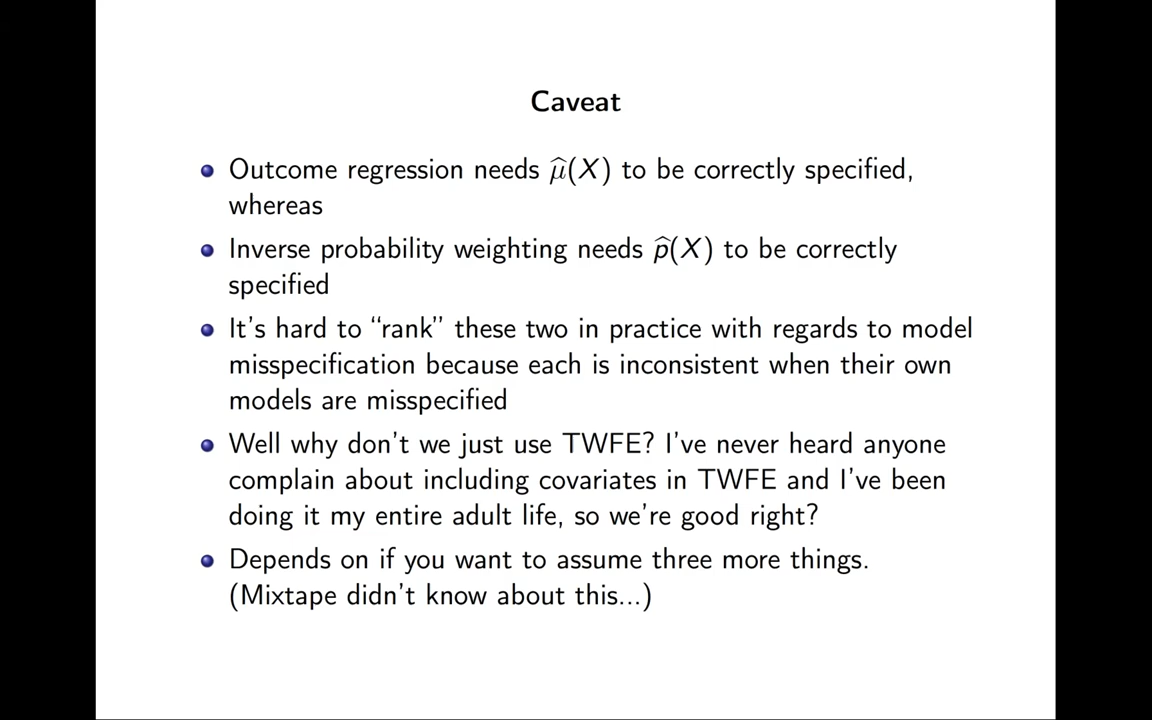 Caveat
Outcome regression needs μ̂(X) to be correctly specified,
whereas
Inverse probability weighting needs p̂(X) to be correctly
specified
It's hard to “rank” these two in practice with regards to model
misspecification because each is inconsistent when their own
models are misspecified
Well why don't we just use TWFE? I've never heard anyone
complain about including covariates in TWFE and I've been
doing it my entire adult life, so we're good right?
Depends on if you want to assume three more things.
(Mixtape didn't know about this...)